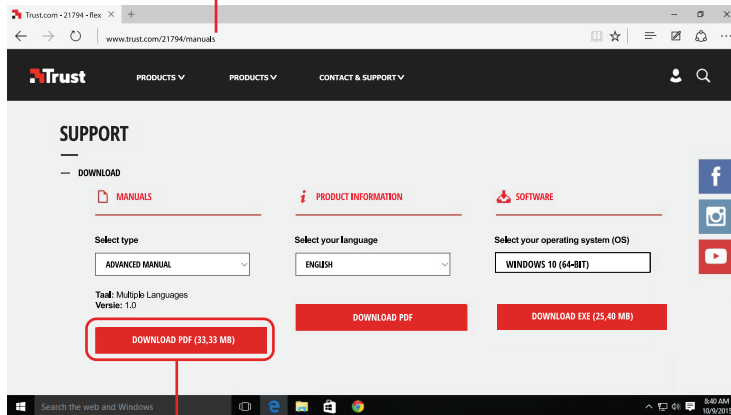 Trust.com - 21794 - flex
www.trust.com/21794/manuals
Trust
PRODUCTS
PRODUCTS
CONTACT & SUPPORT
SUPPORT
DOWNLOAD
MANUALS
PRODUCT INFORMATION
SOFTWARE
Select type
Select your language
Select your operating system (OS)
ADVANCED MANUAL
ENGLISH
WINDOWS 10 (64-BIT)
Taal: Multiple Languages
Versie: 1.0
DOWNLOAD PDF (33,33 MB)
DOWNLOAD PDF
DOWNLOAD EXE (25,40 MB)
Search the web and Windows
8:40 AM
10/9/2015